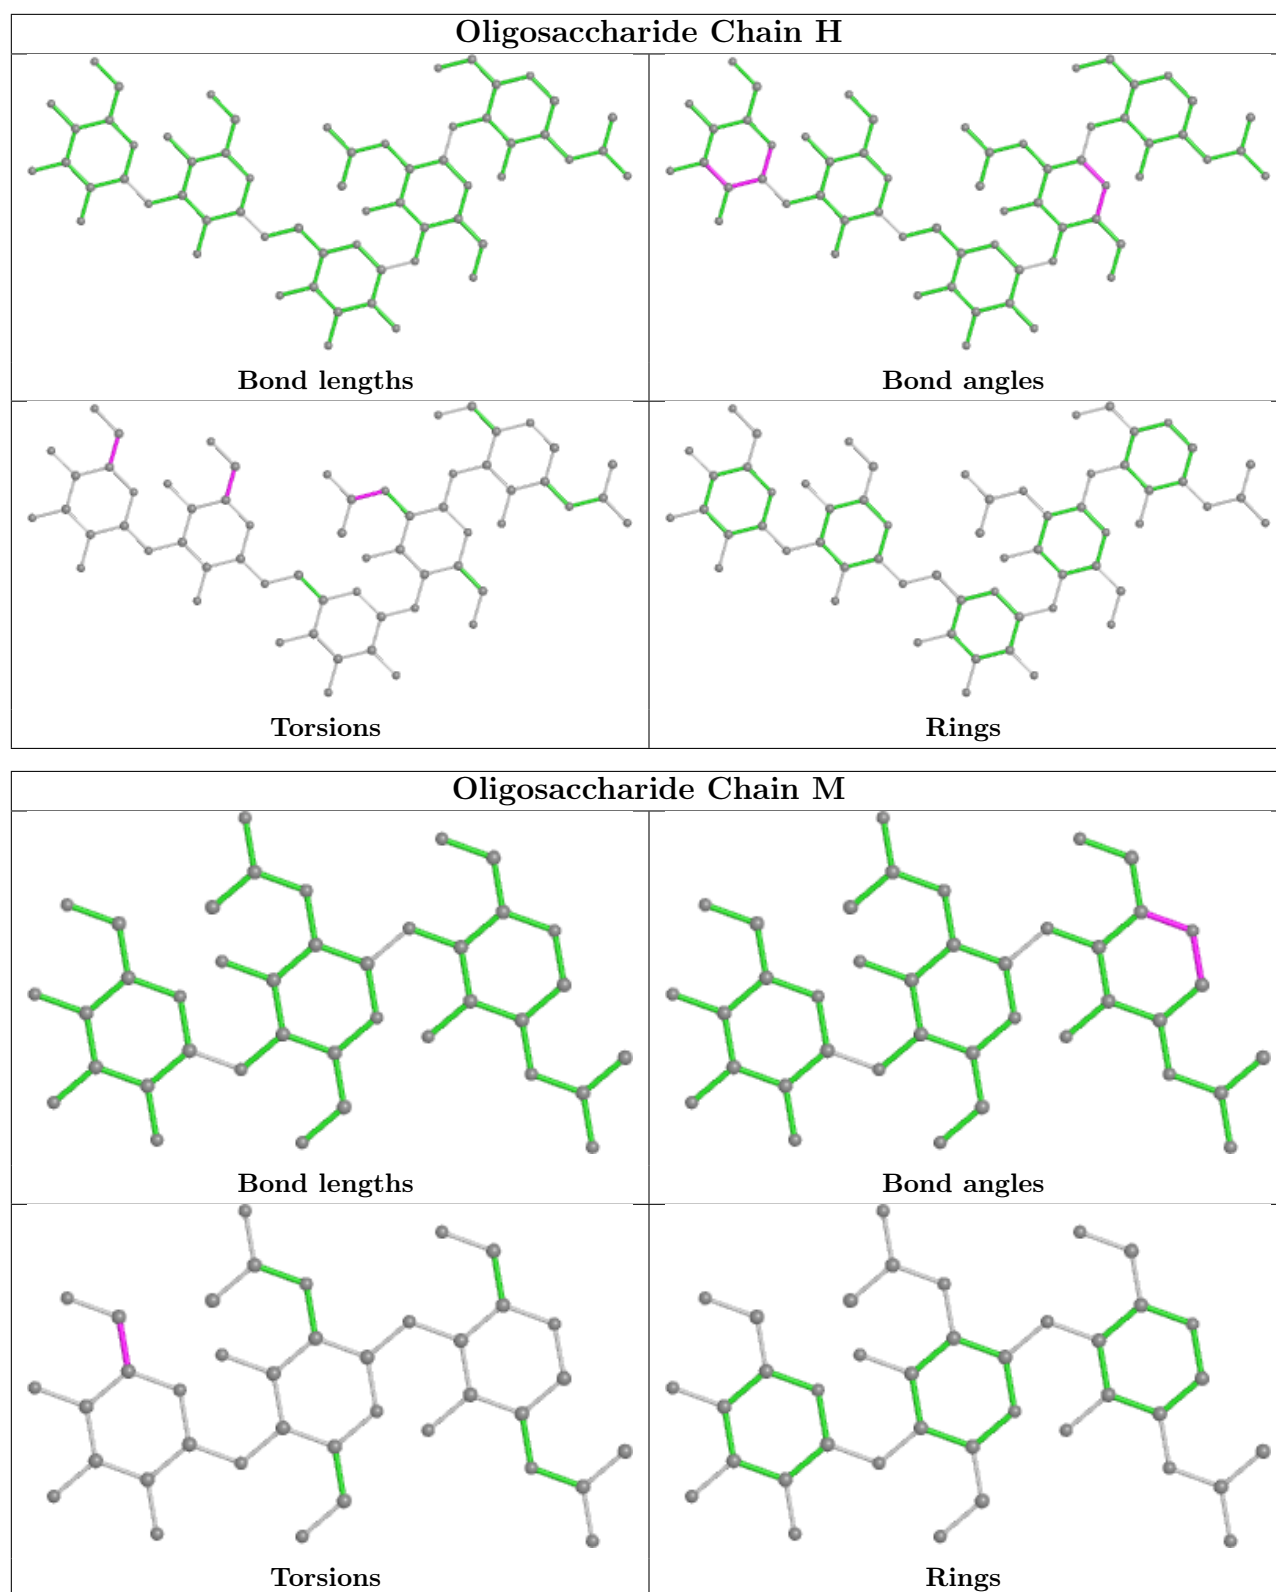 Oligosaccharide Chain H
Bond lengths
Bond angles
Torsions
Rings
Oligosaccharide Chain M
Bond lengths
Bond angles
Torsions
Rings